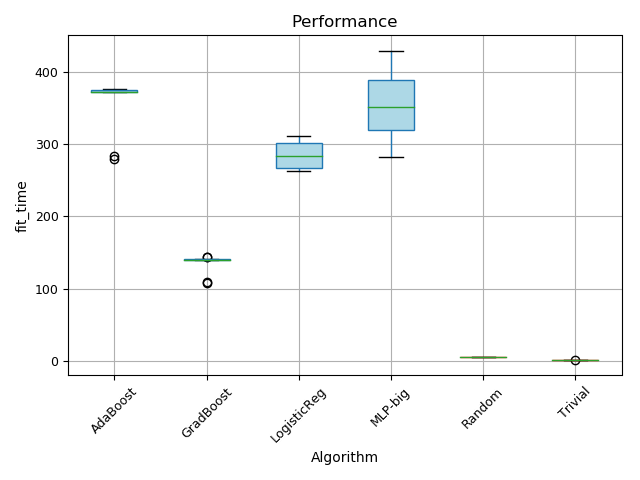 Performance
fit_time
400
300
200
100
0
AdaBoost
GradBoost
LogisticReg
MLP-big
Random
Trivial
Algorithm